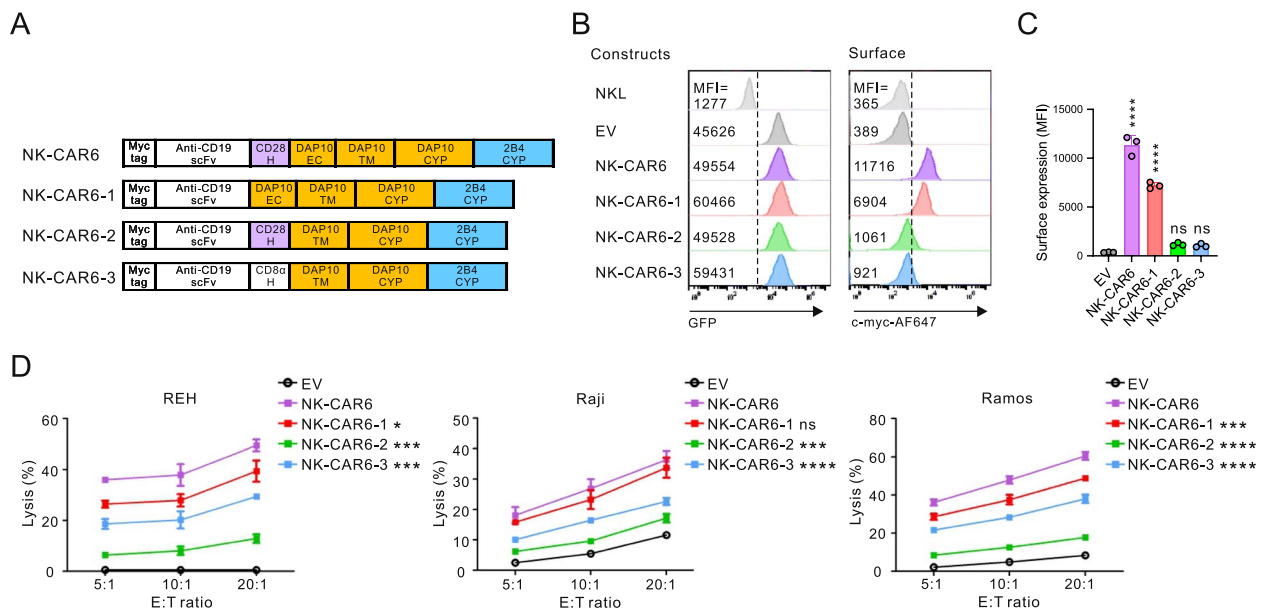 A
NK-CAR6
Myc tag
Anti-CD19 scFv
CD28 H
DAP10 EC
DAP10 TM
DAP10 CYP
2B4 CYP
NK-CAR6-1
Myc tag
Anti-CD19 scFv
DAP10 EC
DAP10 TM
DAP10 CYP
2B4 CYP
NK-CAR6-2
Myc tag
Anti-CD19 scFv
CD28 H
DAP10 TM
DAP10 CYP
2B4 CYP
NK-CAR6-3
Myc tag
Anti-CD19 scFv
CD8α H
DAP10 TM
DAP10 CYP
2B4 CYP
B
Constructs
Surface
NKL
MFI=
1277
MFI=
365
EV
45626
389
NK-CAR6
49554
11716
NK-CAR6-1
60466
6904
NK-CAR6-2
49528
1061
NK-CAR6-3
59431
921
10⁰ 10² 10⁴ 10⁶
10⁰ 10² 10⁴ 10⁶
GFP
c-myc-AF647
C
Surface expression (MFI)
15000
10000
5000
0
****
****
ns
ns
EV
NK-CAR6
NK-CAR6-1
NK-CAR6-2
NK-CAR6-3
D
REH
Lysis (%)
60
40
20
0
5:1 10:1 20:1
E:T ratio
EV
NK-CAR6
NK-CAR6-1 *
NK-CAR6-2 ***
NK-CAR6-3 ***
Raji
Lysis (%)
50
40
30
20
10
0
5:1 10:1 20:1
E:T ratio
EV
NK-CAR6
NK-CAR6-1 ns
NK-CAR6-2 ***
NK-CAR6-3 ****
Ramos
Lysis (%)
80
60
40
20
0
5:1 10:1 20:1
E:T ratio
EV
NK-CAR6
NK-CAR6-1 ***
NK-CAR6-2 ****
NK-CAR6-3 ****